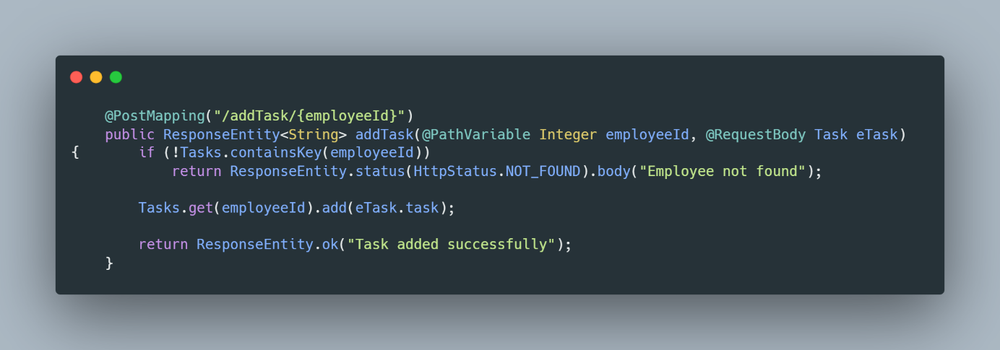 @PostMapping("/addTask/{employeeId}")
public ResponseEntity<String> addTask(@PathVariable Integer employeeId, @RequestBody Task eTask)
{       if (!Tasks.containsKey(employeeId))
return ResponseEntity.status(HttpStatus.NOT_FOUND).body("Employee not found");
Tasks.get(employeeId).add(eTask.task);
return ResponseEntity.ok("Task added successfully");
}